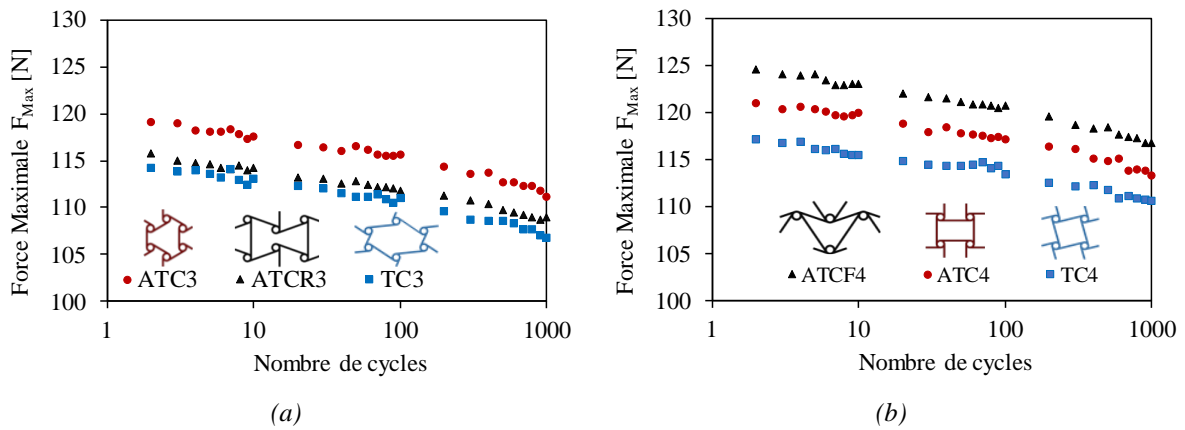 130
125
120
115
110
105
100
1
10
100
1000
Force Maximale F_Max [N]
Nombre de cycles
ATC3
ATCR3
TC3
(a)
130
125
120
115
110
105
100
1
10
100
1000
Force Maximale F_Max [N]
Nombre de cycles
ATCF4
ATC4
TC4
(b)